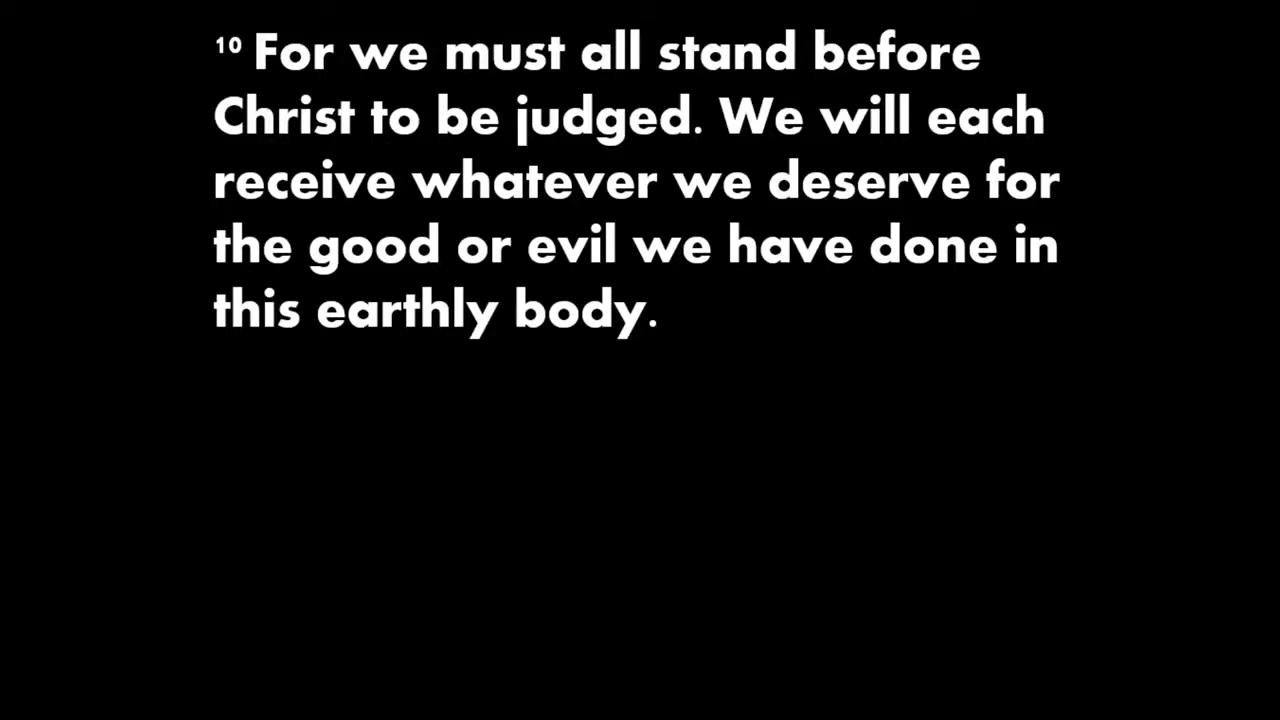 ¹⁰ For we must all stand before
Christ to be judged. We will each
receive whatever we deserve for
the good or evil we have done in
this earthly body.